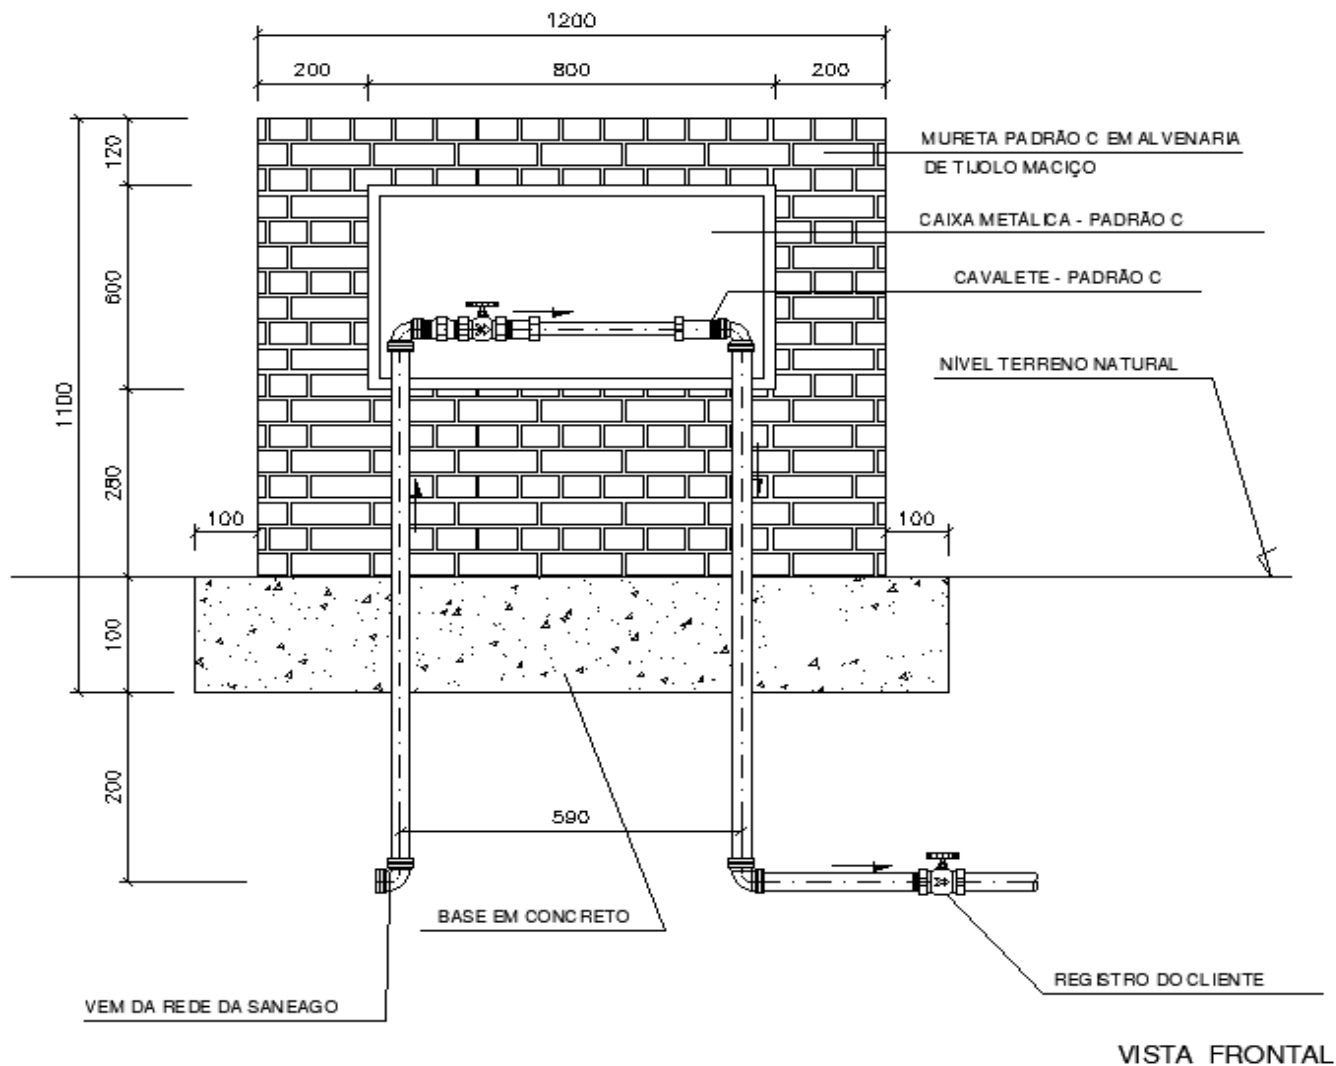 1200
200
800
200
120
MURETA PADRÃO C EM ALVENARIA
DE TIJOLO MACIÇO
CAIXA METÁLICA - PADRÃO C
600
CAVALETE - PADRÃO C
NÍVEL TERRENO NATURAL
1100
280
100
100
100
200
590
BASE EM CONCRETO
REGISTRO DO CLIENTE
VEM DA REDE DA SANEAGO
VISTA FRONTAL